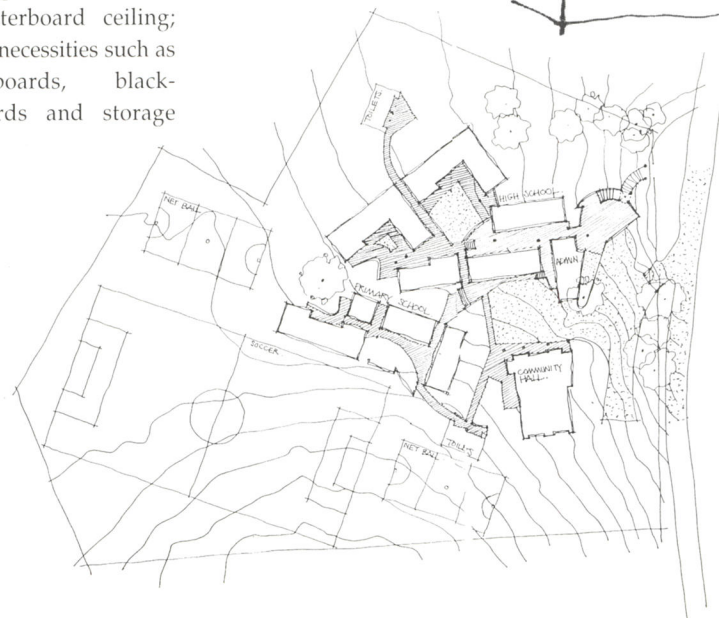 terboard ceiling;
necessities such as
boards, black-
rds and storage
TOILETS
HIGH SCHOOL
NET BALL
ADMIN
PRIMARY SCHOOL
SOCCER
COMMUNITY
HALL.
NET BALL
TOILETS